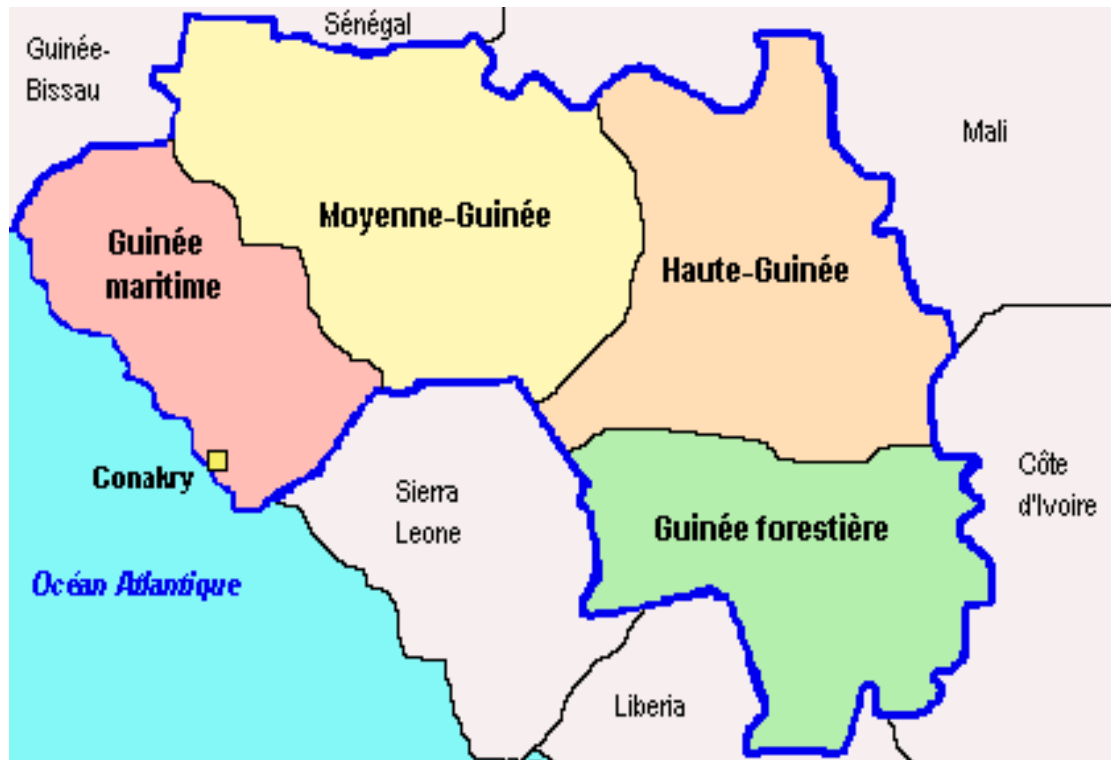 Sénégal
Guinée-
Bissau
Mali
Moyenne-Guinée
Guinée
maritime
Haute-Guinée
Conakry
Sierra
Leone
Côte
d'Ivoire
Guinée forestière
Océan Atlantique
Liberia